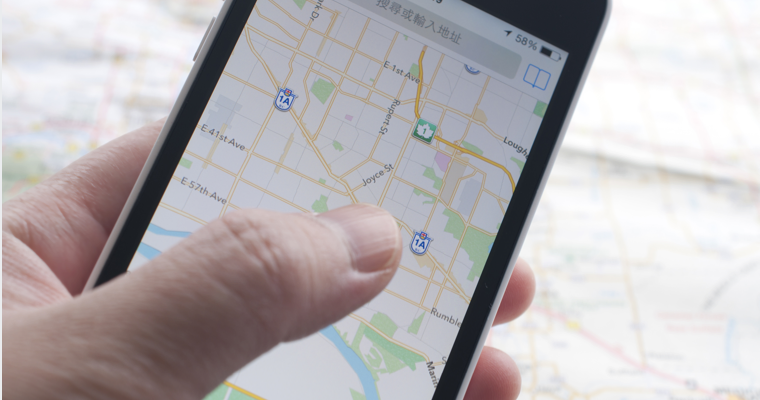 搜尋或輸入地址
58%
E 1st Ave
1A
Rupert St
1
E 41st Ave
Joyce St
E 57th Ave
1A